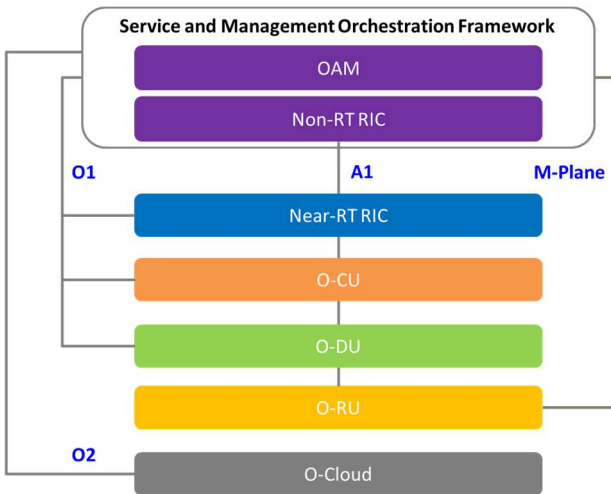 Service and Management Orchestration Framework
OAM
Non-RT RIC
O1
A1
M-Plane
Near-RT RIC
O-CU
O-DU
O-RU
O2
O-Cloud